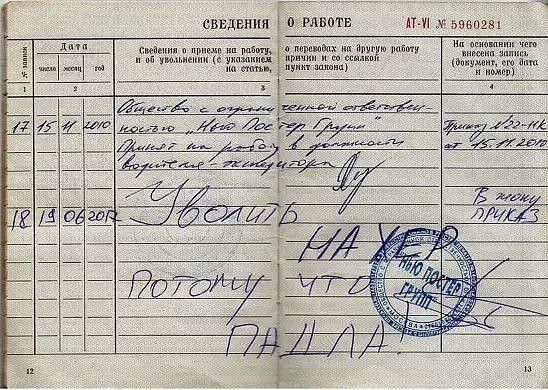 СВЕДЕНИЯ О РАБОТЕ
AT-VI № 5960281
№ записи
Дата
число месяц год
Сведения о приеме на работу, о переводах на другую работу
и об увольнении (с указанием причин и со ссылкой
на статью, пункт закона)
На основании чего
внесена запись
(документ, его дата
и номер)
1 2 3 4
Общество с ограниченной ответствен-
ностью "Нью Постер Групп"
17 15 11 2010 Принят на работу в должности
водителя-экспедитора
Приказ №22-НК
от 15.11.2010
18 19 06 2012 Уволить
НАХЕР
ПОТОМУ ЧТО
ПАДЛА!
В жопу
ПРИКАЗ
НЬЮ ПОСТЕР
ГРУПП
МОСКВА
12
13